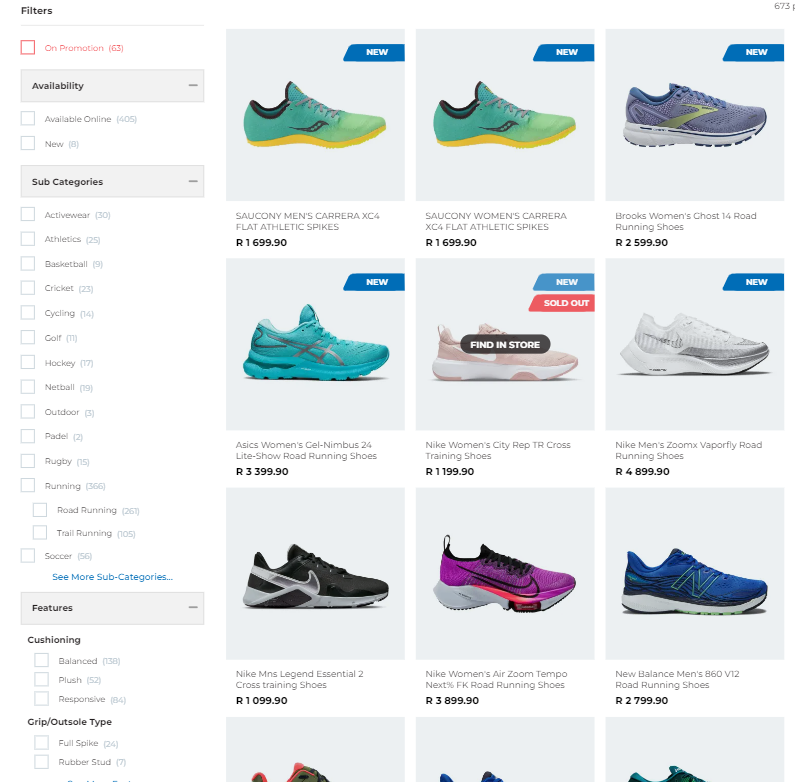 Filters
673
On Promotion (63)
Availability
Available Online (405)
New (8)
Sub Categories
Activewear (30)
Athletics (25)
Basketball (9)
Cricket (23)
Cycling (14)
Golf (11)
Hockey (17)
Netball (19)
Outdoor (3)
Padel (2)
Rugby (15)
Running (366)
Road Running (261)
Trail Running (105)
Soccer (56)
See More Sub-Categories...
Features
Cushioning
Balanced (138)
Plush (52)
Responsive (84)
Grip/Outsole Type
Full Spike (24)
Rubber Stud (7)
NEW
SAUCONY MEN'S CARRERA XC4
FLAT ATHLETIC SPIKES
R 1 699.90
NEW
SAUCONY WOMEN'S CARRERA
XC4 FLAT ATHLETIC SPIKES
R 1 699.90
NEW
Brooks Women's Ghost 14 Road
Running Shoes
R 2 599.90
NEW
Asics Women's Gel-Nimbus 24
Lite-Show Road Running Shoes
R 3 399.90
NEW
SOLD OUT
FIND IN STORE
Nike Women's City Rep TR Cross
Training Shoes
R 1 199.90
NEW
Nike Men's Zoomx Vaporfly Road
Running Shoes
R 4 899.90
Nike Mns Legend Essential 2
Cross training Shoes
R 1 099.90
Nike Women's Air Zoom Tempo
Next% FK Road Running Shoes
R 3 899.90
New Balance Men's 860 V12
Road Running Shoes
R 2 799.90